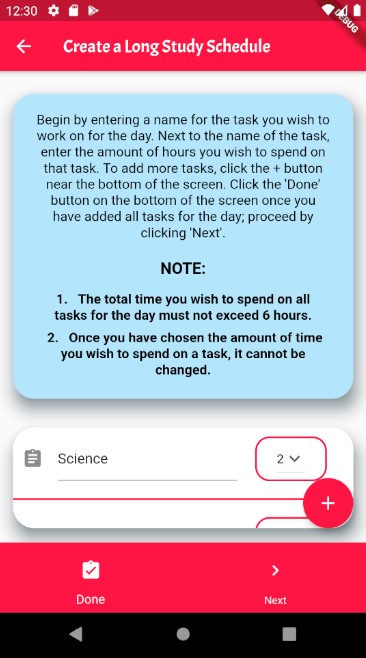 12:30
DEBUG
Create a Long Study Schedule
Begin by entering a name for the task you wish to
work on for the day. Next to the name of the task,
enter the amount of hours you wish to spend on
that task. To add more tasks, click the + button
near the bottom of the screen. Click the 'Done'
button on the bottom of the screen once you
have added all tasks for the day; proceed by
clicking 'Next'.
NOTE:
1. The total time you wish to spend on all
tasks for the day must not exceed 6 hours.
2. Once you have chosen the amount of time
you wish to spend on a task, it cannot be
changed.
Science 2
+
Done Next